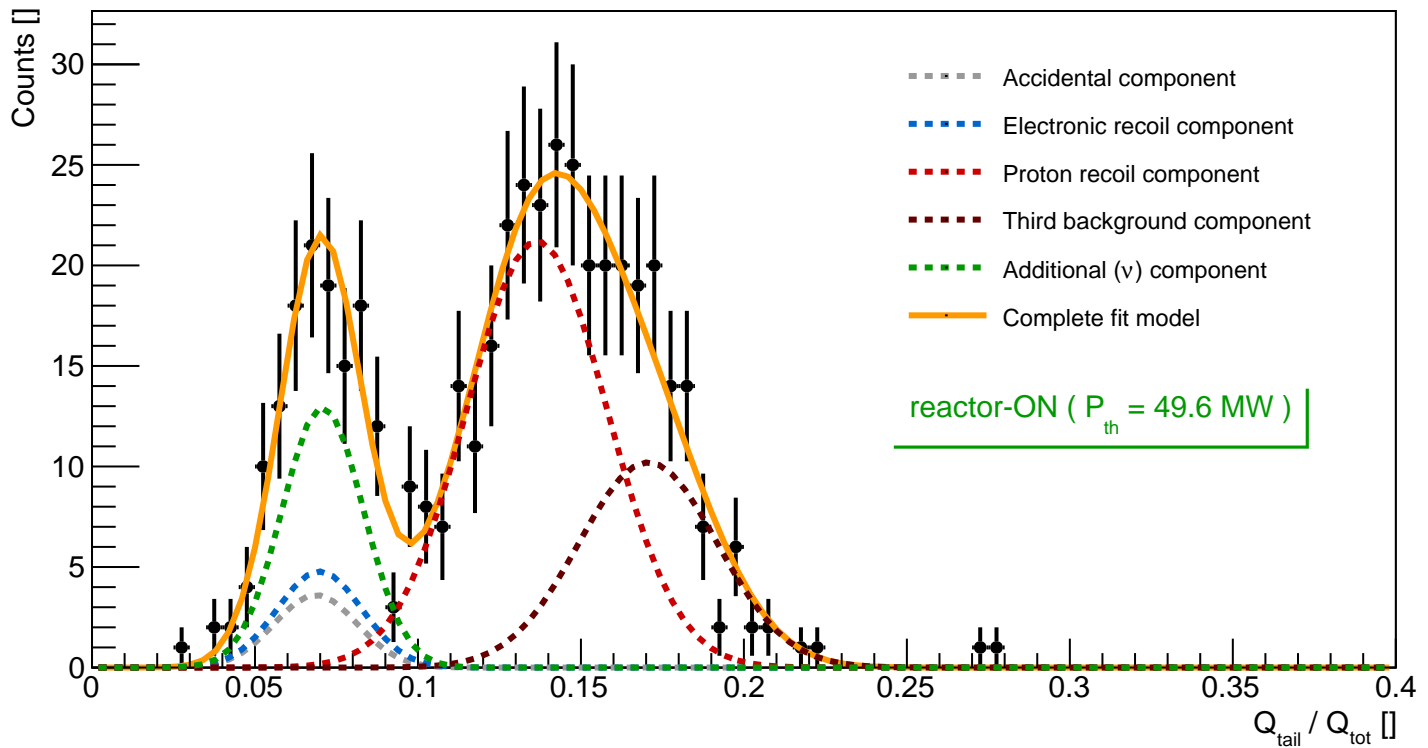 Counts []
30
25
20
15
10
5
0
Accidental component
Electronic recoil component
Proton recoil component
Third background component
Additional (ν) component
Complete fit model
reactor-ON ( P_th = 49.6 MW )
0 0.05 0.1 0.15 0.2 0.25 0.3 0.35 0.4
Q_tail / Q_tot []